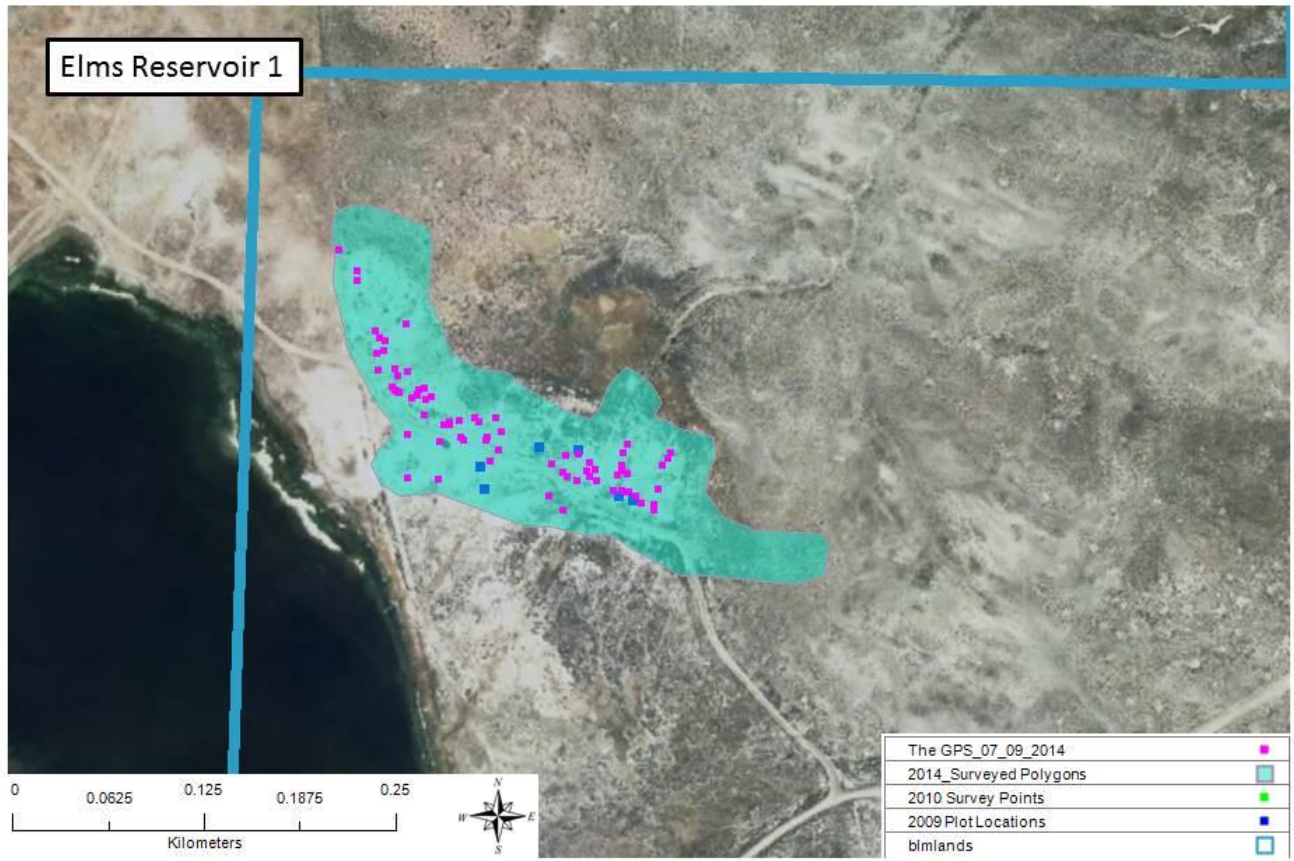 Elms Reservoir 1
0 0.0625 0.125 0.1875 0.25
Kilometers
N
W E
S
The GPS_07_09_2014
2014_Surveyed Polygons
2010 Survey Points
2009 Plot Locations
blmlands